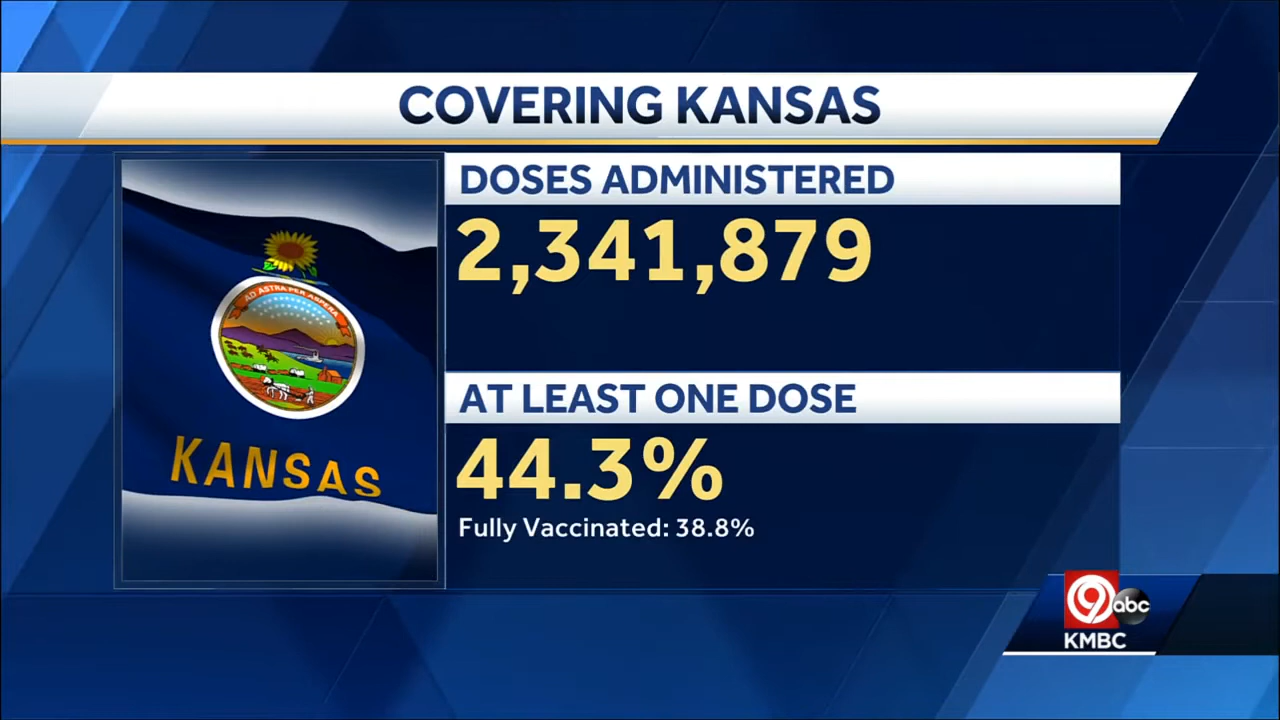 COVERING KANSAS
DOSES ADMINISTERED
2,341,879
AD ASTRA PER ASPERA
KANSAS
AT LEAST ONE DOSE
44.3%
Fully Vaccinated: 38.8%
9
abc
KMBC